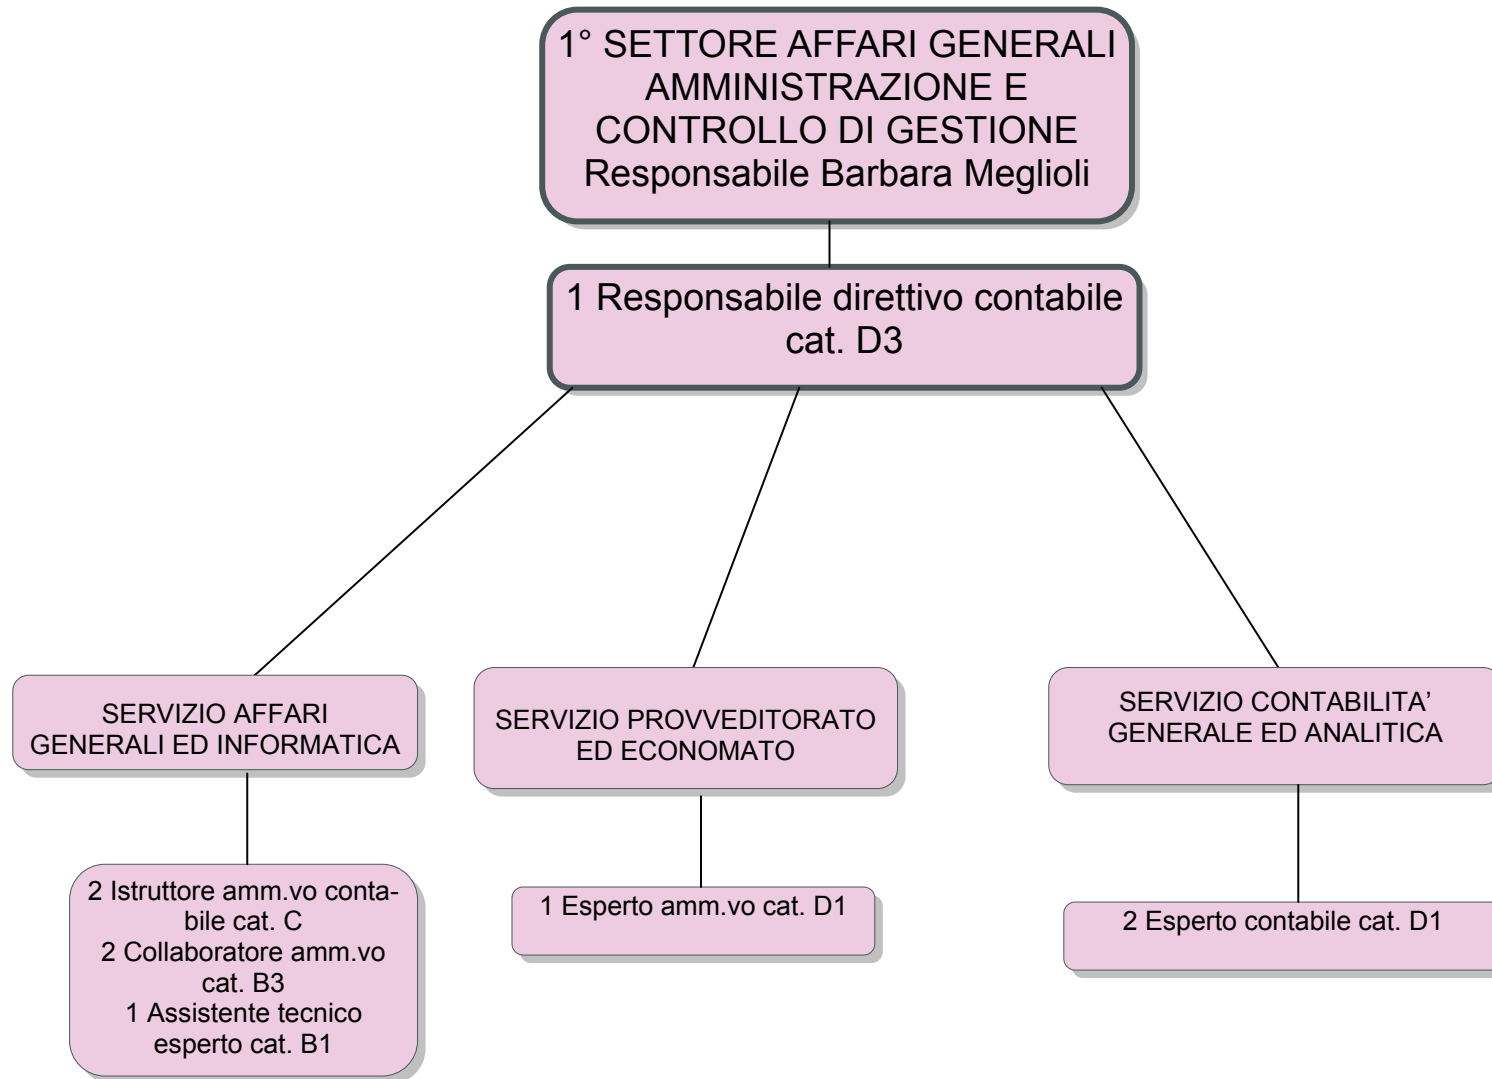 1° SETTORE AFFARI GENERALI
AMMINISTRAZIONE E
CONTROLLO DI GESTIONE
Responsabile Barbara Meglioli
1 Responsabile direttivo contabile
cat. D3
SERVIZIO AFFARI
GENERALI ED INFORMATICA
SERVIZIO PROVVEDITORATO
ED ECONOMATO
SERVIZIO CONTABILITA’
GENERALE ED ANALITICA
2 Istruttore amm.vo conta-
bile cat. C
2 Collaboratore amm.vo
cat. B3
1 Assistente tecnico
esperto cat. B1
1 Esperto amm.vo cat. D1
2 Esperto contabile cat. D1